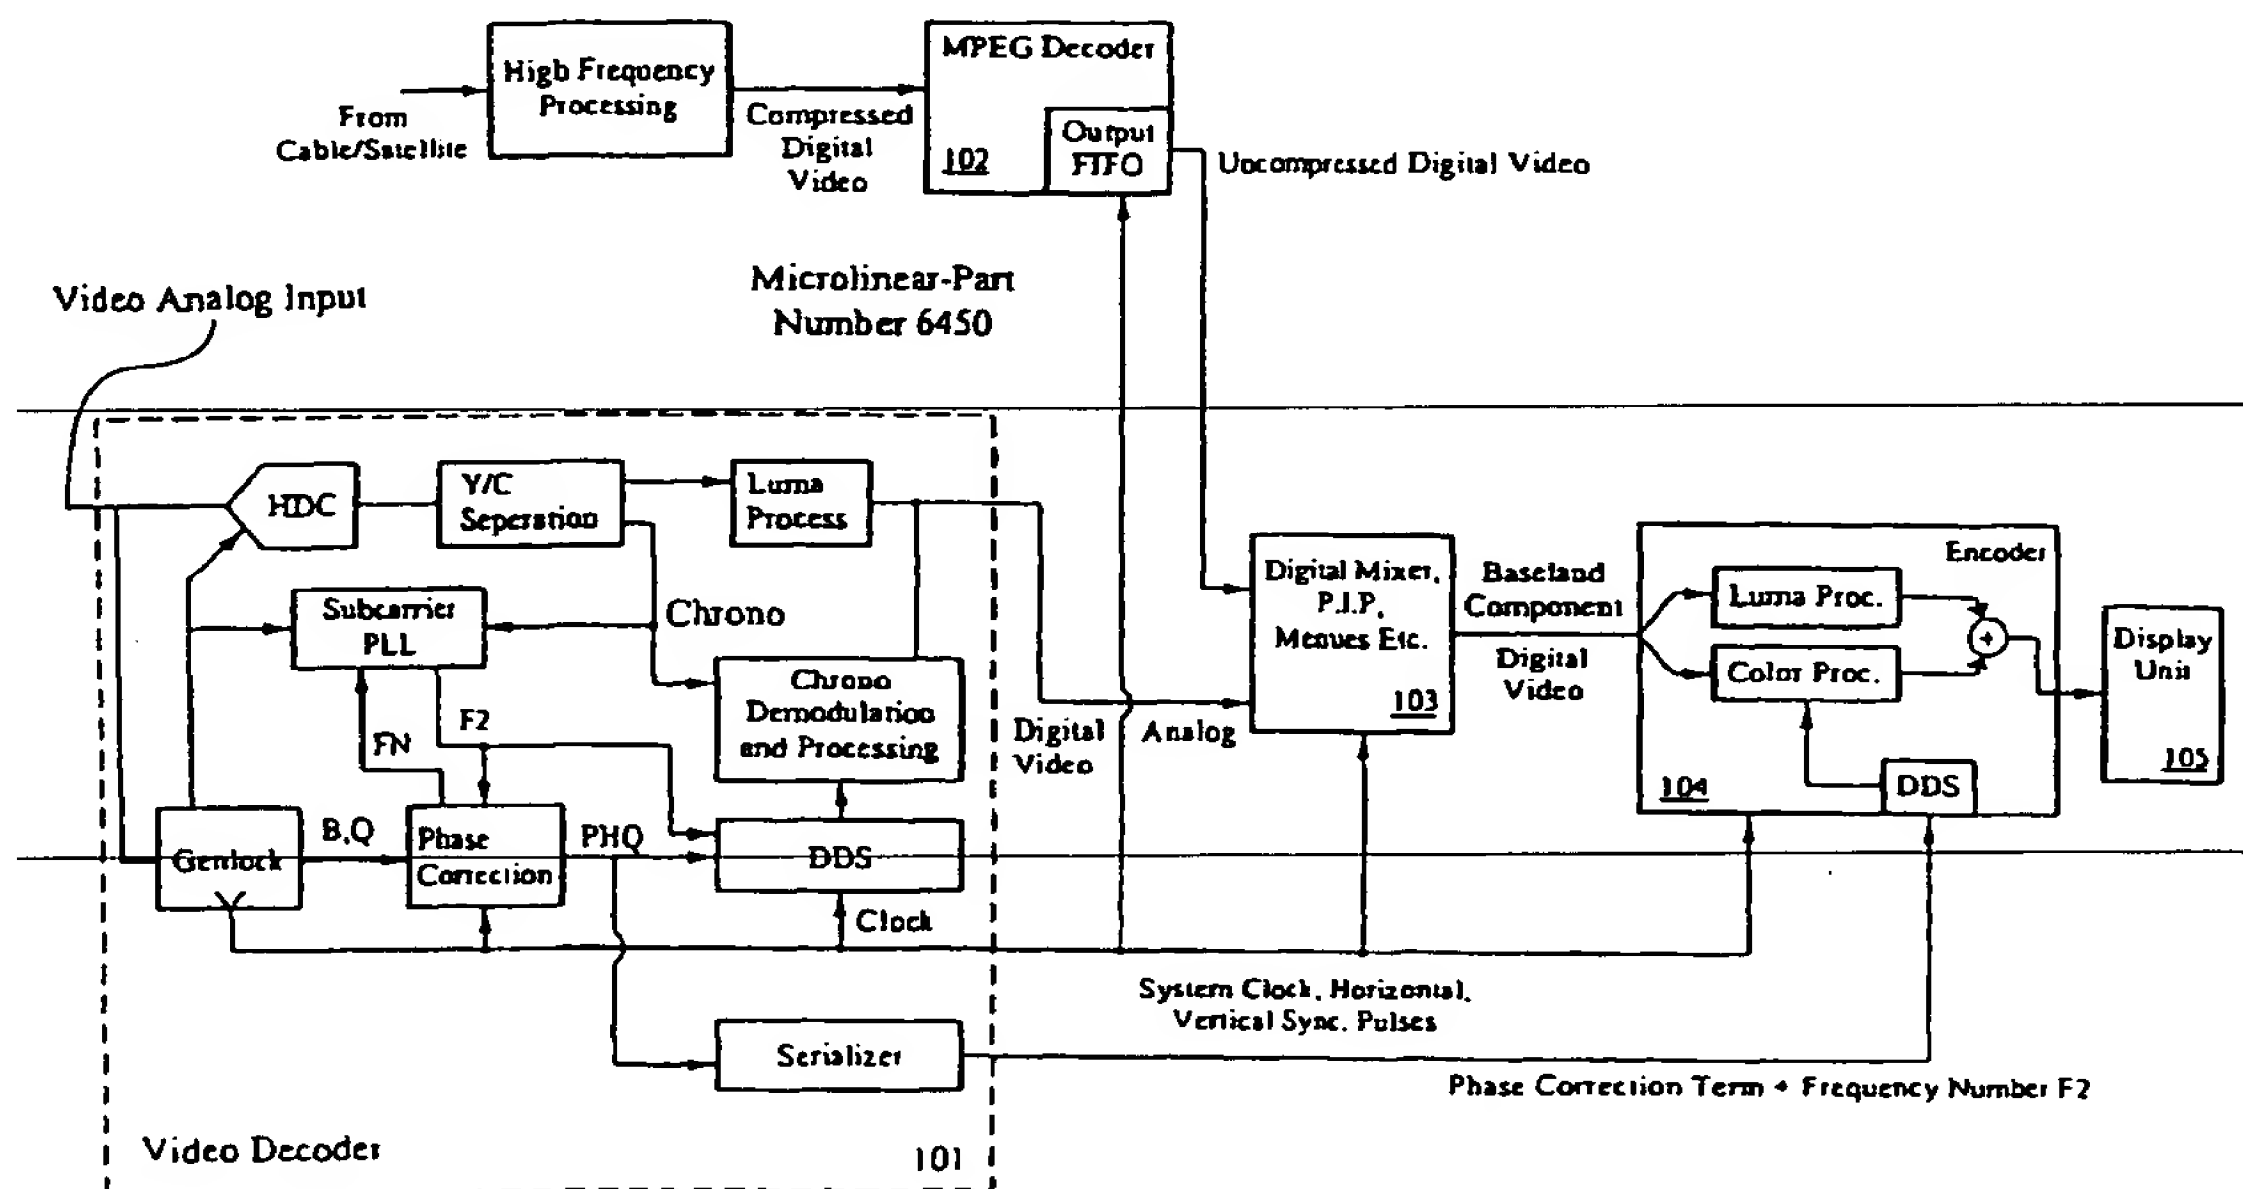 High Frequency
Processing
From
Cable/Satellite
Compressed
Digital
Video
MPEG Decoder
Output
FIFO
102
Uncompressed Digital Video
Microlinear-Part
Number 6450
Video Analog Input
HDC
Y/C
Seperation
Luma
Process
Subcarrier
PLL
Chrono
Chrono
Demodulation
and Processing
F2
FN
Genlock
B,Q
Phase
Correction
PHQ
DDS
Clock
Serializer
Video Decoder
101
Digital
Video
Analog
Digital Mixer,
P.I.P,
Menues Etc.
103
Baseland
Component
Digital
Video
Encoder
Luma Proc.
Color Proc.
+
DDS
104
Display
Unit
105
System Clock, Horizontal,
Vertical Sync. Pulses
Phase Correction Term + Frequency Number F2